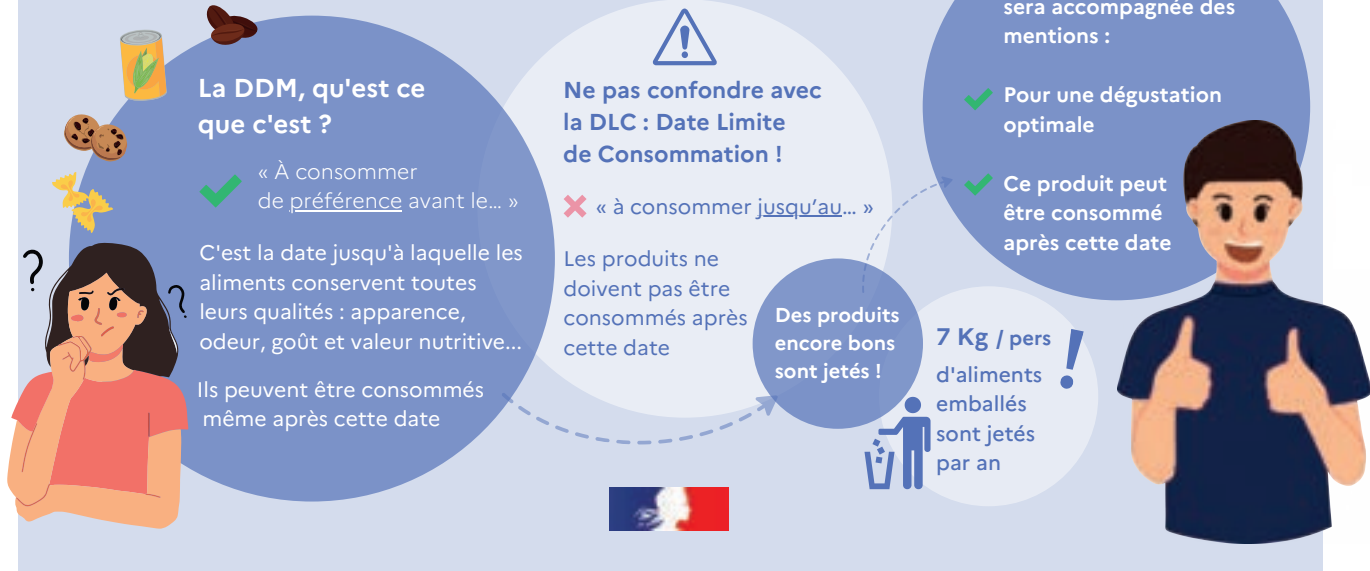 La DDM, qu'est ce
que c'est ?
« À consommer
de préférence avant le... »
C'est la date jusqu'à laquelle les
aliments conservent toutes
leurs qualités : apparence,
odeur, goût et valeur nutritive...
Ils peuvent être consommés
même après cette date
Ne pas confondre avec
la DLC : Date Limite
de Consommation !
« à consommer jusqu'au... »
Les produits ne
doivent pas être
consommés après
cette date
Des produits
encore bons
sont jetés !
7 Kg / pers
d'aliments
emballés
sont jetés
par an
sera accompagnée des
mentions :
Pour une dégustation
optimale
Ce produit peut
être consommé
après cette date
? 
?
!